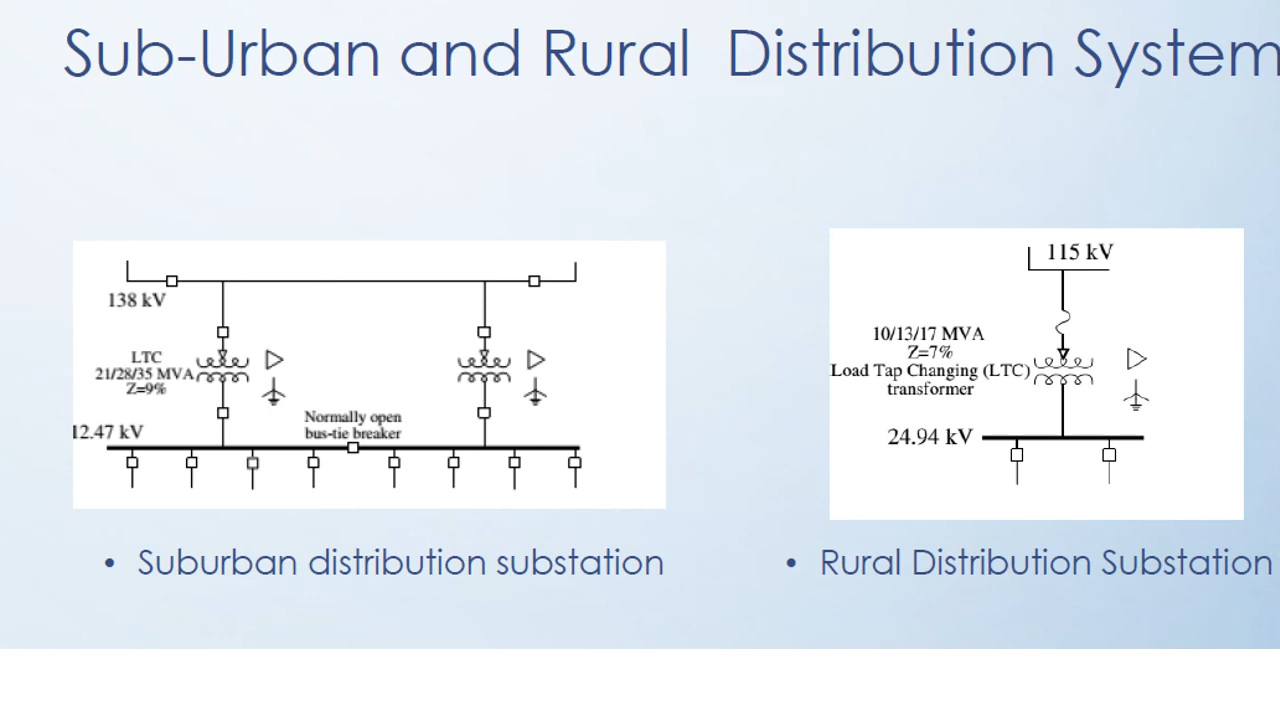 Sub-Urban and Rural Distribution System
138 kV
LTC
21/28/35 MVA
Z=9%
12.47 kV
Normally open
bus-tie breaker
• Suburban distribution substation
115 kV
10/13/17 MVA
Z=7%
Load Tap Changing (LTC)
transformer
24.94 kV
• Rural Distribution Substation